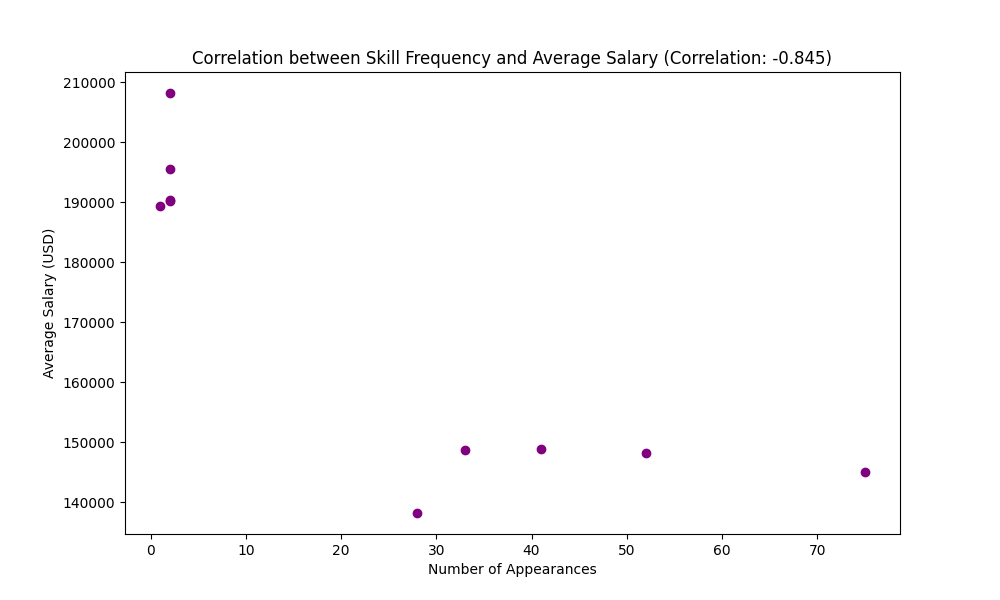 Correlation between Skill Frequency and Average Salary (Correlation: -0.845)
210000
200000
190000
180000
170000
160000
150000
140000
Average Salary (USD)
0 10 20 30 40 50 60 70
Number of Appearances